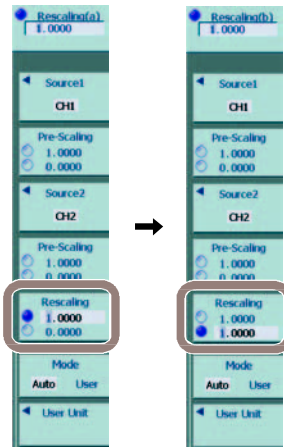 Rescaling(a)
1.0000
Source1
CH1
Pre-Scaling
1.0000
0.0000
Source2
CH2
Pre-Scaling
1.0000
0.0000
Rescaling
1.0000
0.0000
Mode
Auto User
User Unit
Rescaling(b)
1.0000
Source1
CH1
Pre-Scaling
1.0000
0.0000
Source2
CH2
Pre-Scaling
1.0000
0.0000
Rescaling
1.0000
1.0000
Mode
Auto User
User Unit